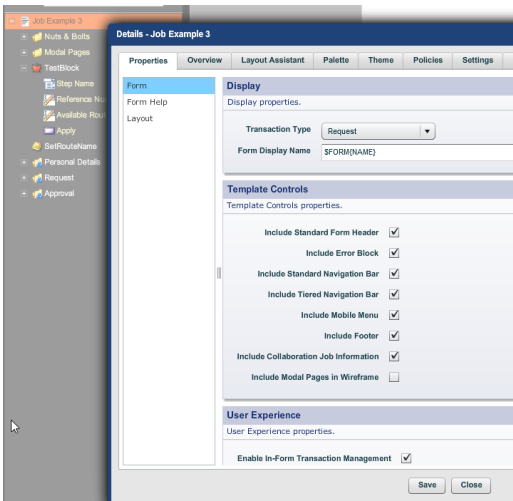 Job Example 3
Nuts & Bolts
Modal Pages
TestBlock
Step Name
Reference Nu
Available Rout
Apply
SetRouteName
Personal Details
Request
Approval
Details - Job Example 3
Properties Overview Layout Assistant Palette Theme Policies Settings
Form
Form Help
Layout
Display
Display properties.
Transaction Type Request
Form Display Name $FORM{NAME}
Template Controls
Template Controls properties.
Include Standard Form Header
Include Error Block
Include Standard Navigation Bar
Include Tiered Navigation Bar
Include Mobile Menu
Include Footer
Include Collaboration Job Information
Include Modal Pages in Wireframe
User Experience
User Experience properties.
Enable In-Form Transaction Management
Save Close